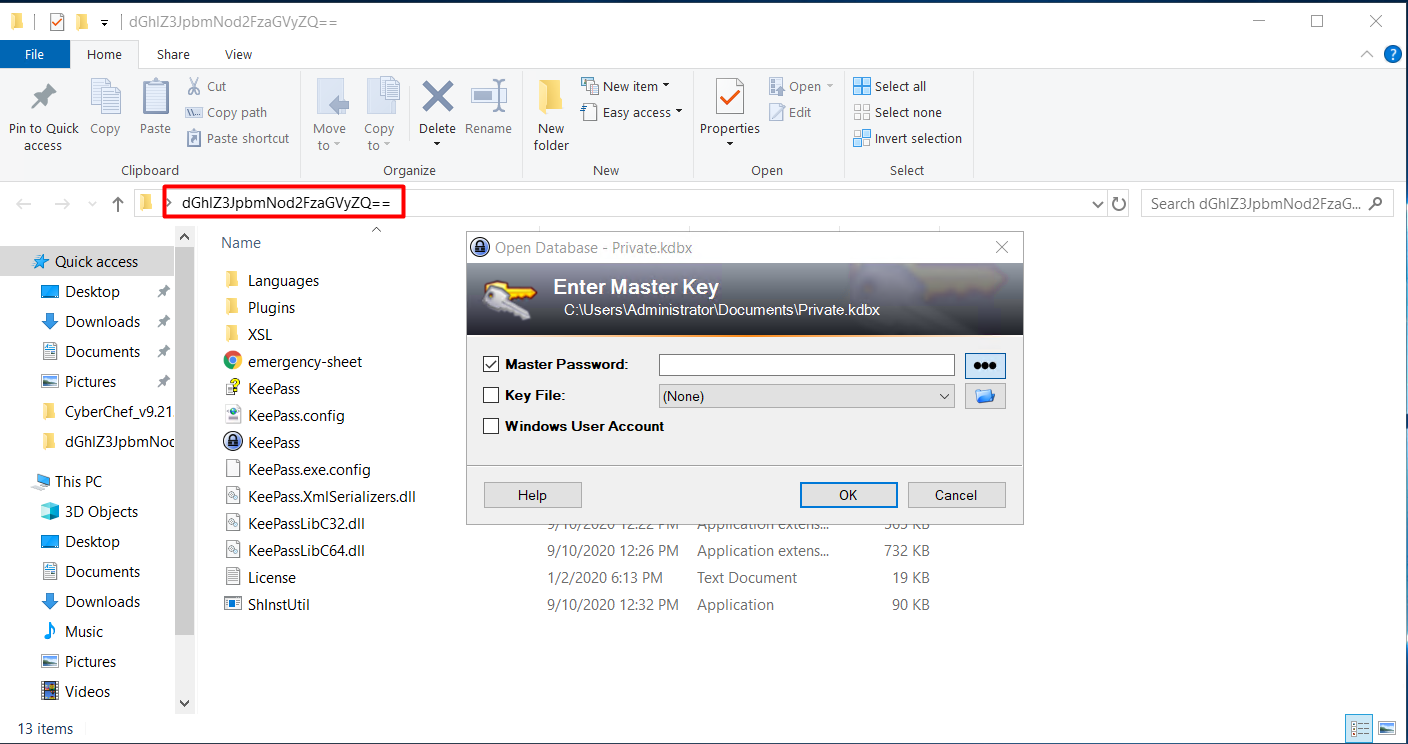 dGhlZ3JpbmNod2FzaGVyZQ==
File Home Share View
Pin to Quick access
Copy
Paste
Cut
Copy path
Paste shortcut
Clipboard
Move to
Copy to
Delete
Rename
Organize
New folder
New item
Easy access
New
Properties
Open
Edit
Open
Select all
Select none
Invert selection
Select
dGhlZ3JpbmNod2FzaGVyZQ==
Search dGhlZ3JpbmNod2FzaG...
Quick access
Desktop
Downloads
Documents
Pictures
CyberChef_v9.21
dGhlZ3JpbmNod
This PC
3D Objects
Desktop
Documents
Downloads
Music
Pictures
Videos
Name
Languages
Plugins
XSL
emergency-sheet
KeePass
KeePass.config
KeePass
KeePass.exe.config
KeePass.XmlSerializers.dll
KeePassLibC32.dll 9/10/2020 12:22 PM Application extens...
KeePassLibC64.dll 9/10/2020 12:26 PM Application extens... 732 KB
License 1/2/2020 6:13 PM Text Document 19 KB
ShInstUtil 9/10/2020 12:32 PM Application 90 KB
Open Database - Private.kdbx
Enter Master Key
C:\Users\Administrator\Documents\Private.kdbx
Master Password:
Key File: (None)
Windows User Account
Help OK Cancel
13 items